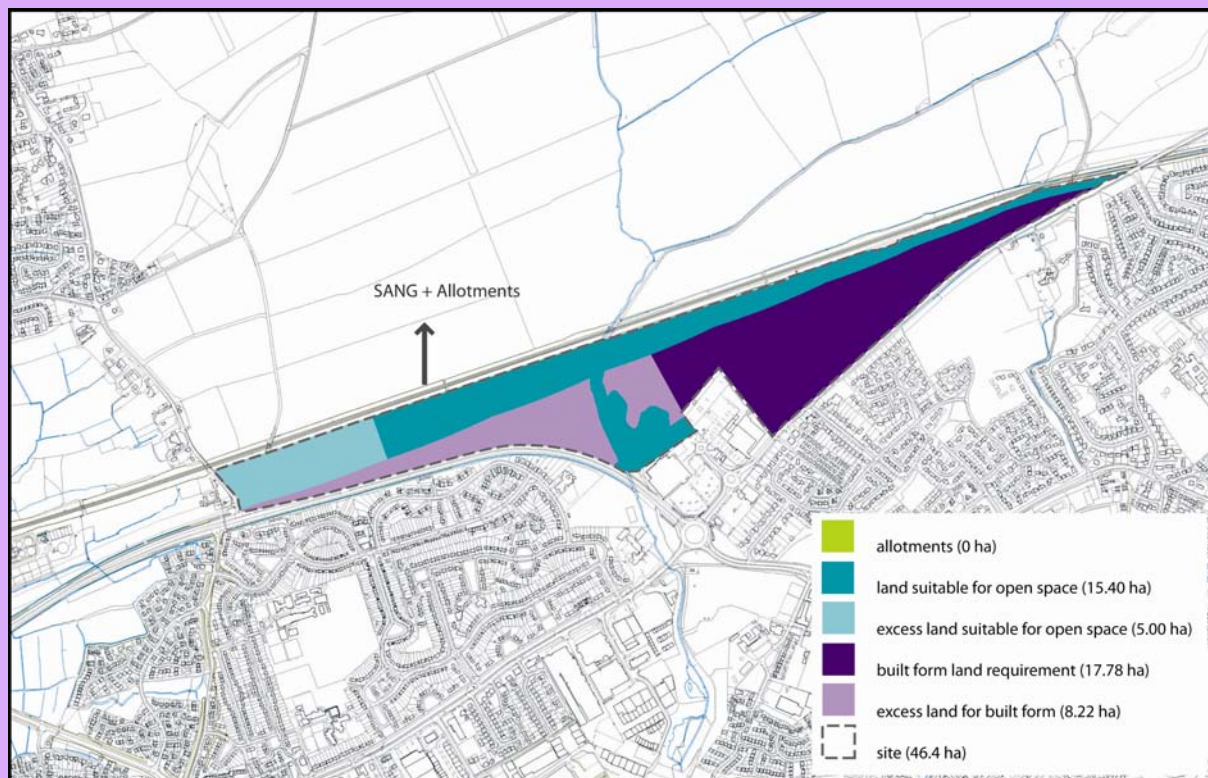 SANG + Allotments
allotments (0 ha)
land suitable for open space (15.40 ha)
excess land suitable for open space (5.00 ha)
built form land requirement (17.78 ha)
excess land for built form (8.22 ha)
site (46.4 ha)